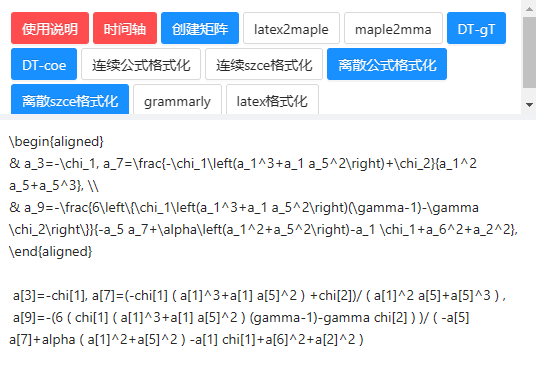 使用说明 时间轴 创建矩阵 latex2maple maple2mma DT-gT
DT-coe 连续公式格式化 连续szce格式化 离散公式格式化
离散szce格式化 grammarly latex格式化
\begin{aligned}
& a_3=-\chi_1, a_7=\frac{-\chi_1\left(a_1^3+a_1 a_5^2\right)+\chi_2}{a_1^2
a_5+a_5^3}, \\
& a_9=-\frac{6\left\{\chi_1\left(a_1^3+a_1 a_5^2\right)(\gamma-1)-\gamma
\chi_2\right\}}{-a_5 a_7+\alpha\left(a_1^2+a_5^2\right)-a_1 \chi_1+a_6^2+a_2^2},
\end{aligned}
a[3]=-chi[1], a[7]=(-chi[1] ( a[1]^3+a[1] a[5]^2 ) +chi[2])/ ( a[1]^2 a[5]+a[5]^3 ) ,
a[9]=-(6 ( chi[1] ( a[1]^3+a[1] a[5]^2 ) (gamma-1)-gamma chi[2] ) )/ ( -a[5]
a[7]+alpha ( a[1]^2+a[5]^2 ) -a[1] chi[1]+a[6]^2+a[2]^2 )